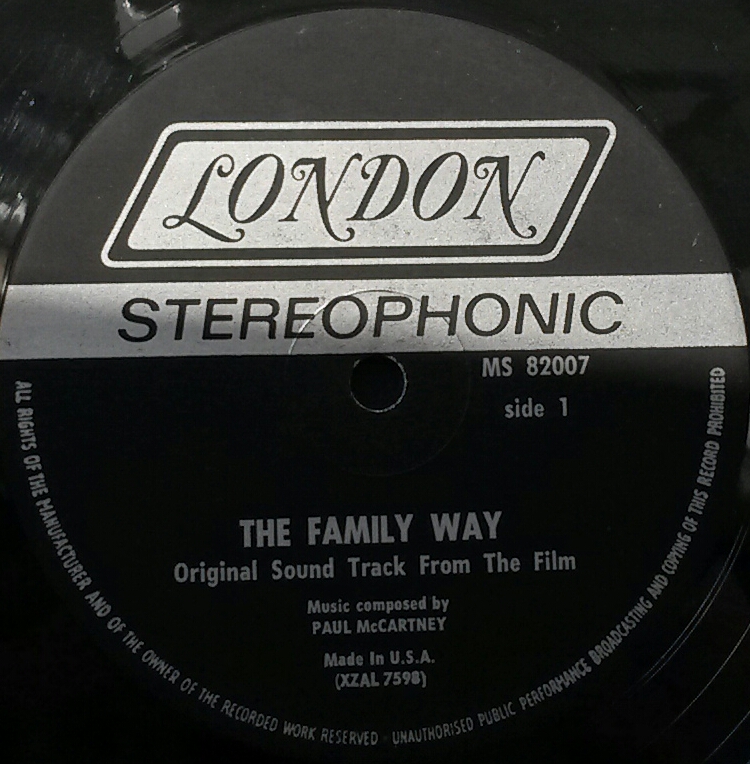 LONDON
STEREOPHONIC
MS 82007
side 1
THE FAMILY WAY
Original Sound Track From The Film
Music composed by
PAUL McCARTNEY
Made In U.S.A.
(XZAL 7598)
ALL RIGHTS OF THE MANUFACTURER AND OF THE OWNER OF THE RECORDED WORK RESERVED - UNAUTHORISED PUBLIC PERFORMANCE BROADCASTING AND COPYING OF THIS RECORD PROHIBITED